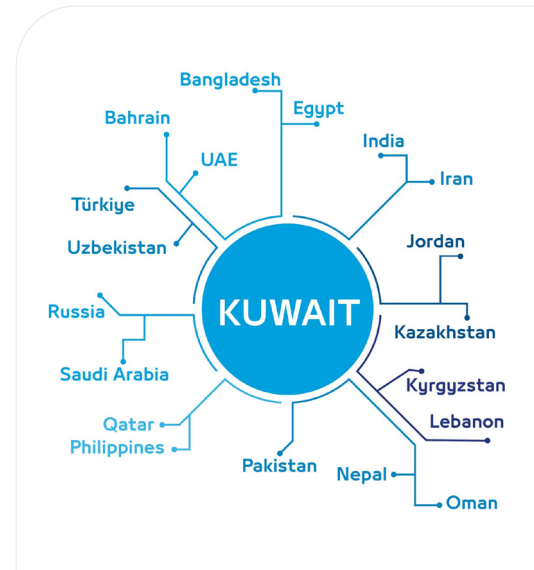 Bangladesh
Egypt
Bahrain
UAE
India
Iran
Türkiye
Uzbekistan
Jordan
KUWAIT
Russia
Kazakhstan
Saudi Arabia
Kyrgyzstan
Lebanon
Qatar
Philippines
Pakistan
Nepal
Oman